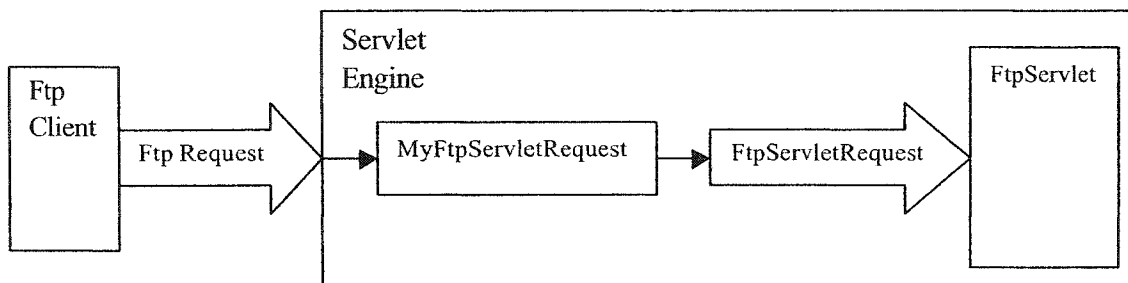 Servlet
Engine
Ftp
Client
Ftp Request
MyFtpServletRequest
FtpServletRequest
FtpServlet